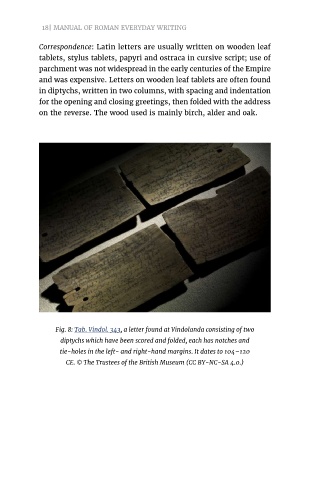 18| MANUAL OF ROMAN EVERYDAY WRITING
Correspondence: Latin letters are usually written on wooden leaf
tablets, stylus tablets, papyri and ostraca in cursive script; use of
parchment was not widespread in the early centuries of the Empire
and was expensive. Letters on wooden leaf tablets are often found
in diptychs, written in two columns, with spacing and indentation
for the opening and closing greetings, then folded with the address
on the reverse. The wood used is mainly birch, alder and oak.
Fig. 8: Tab. Vindol. 343, a letter found at Vindolanda consisting of two
diptychs which have been scored and folded, each has notches and
tie-holes in the left- and right-hand margins. It dates to 104–120
CE. © The Trustees of the British Museum (CC BY-NC-SA 4.0.)